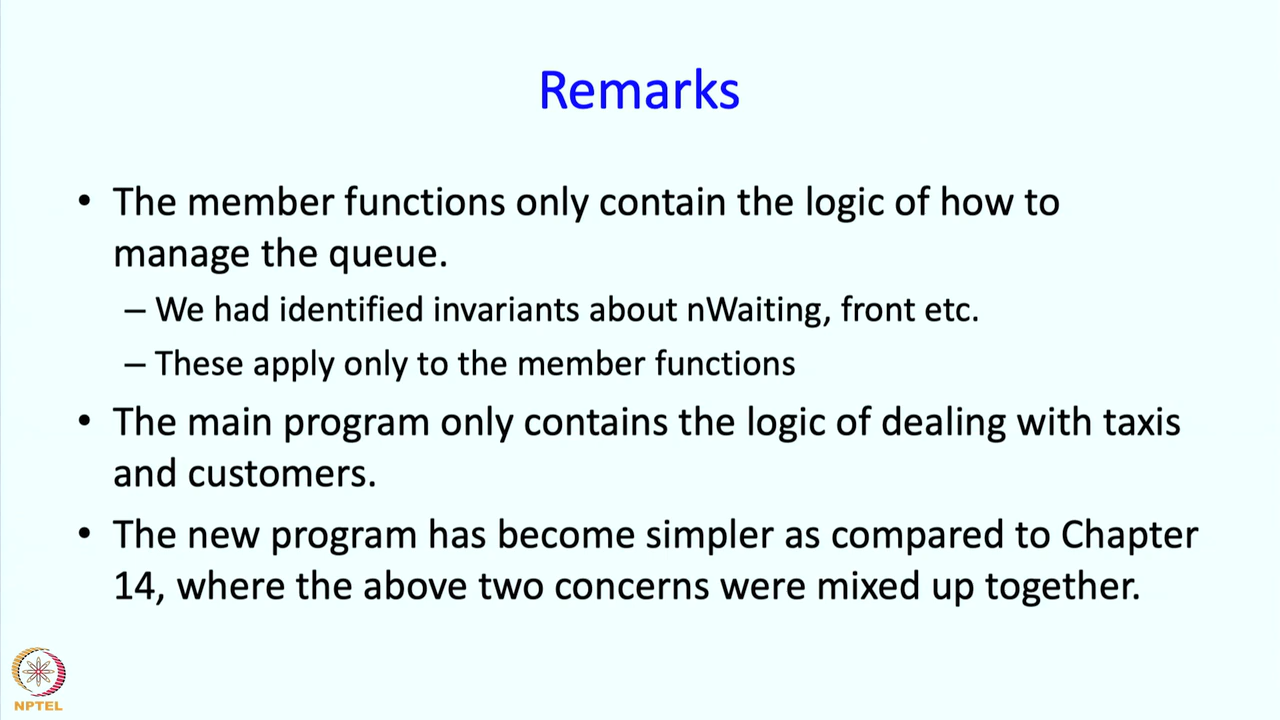 Remarks
• The member functions only contain the logic of how to
manage the queue.
– We had identified invariants about nWaiting, front etc.
– These apply only to the member functions
• The main program only contains the logic of dealing with taxis
and customers.
• The new program has become simpler as compared to Chapter
14, where the above two concerns were mixed up together.
NPTEL